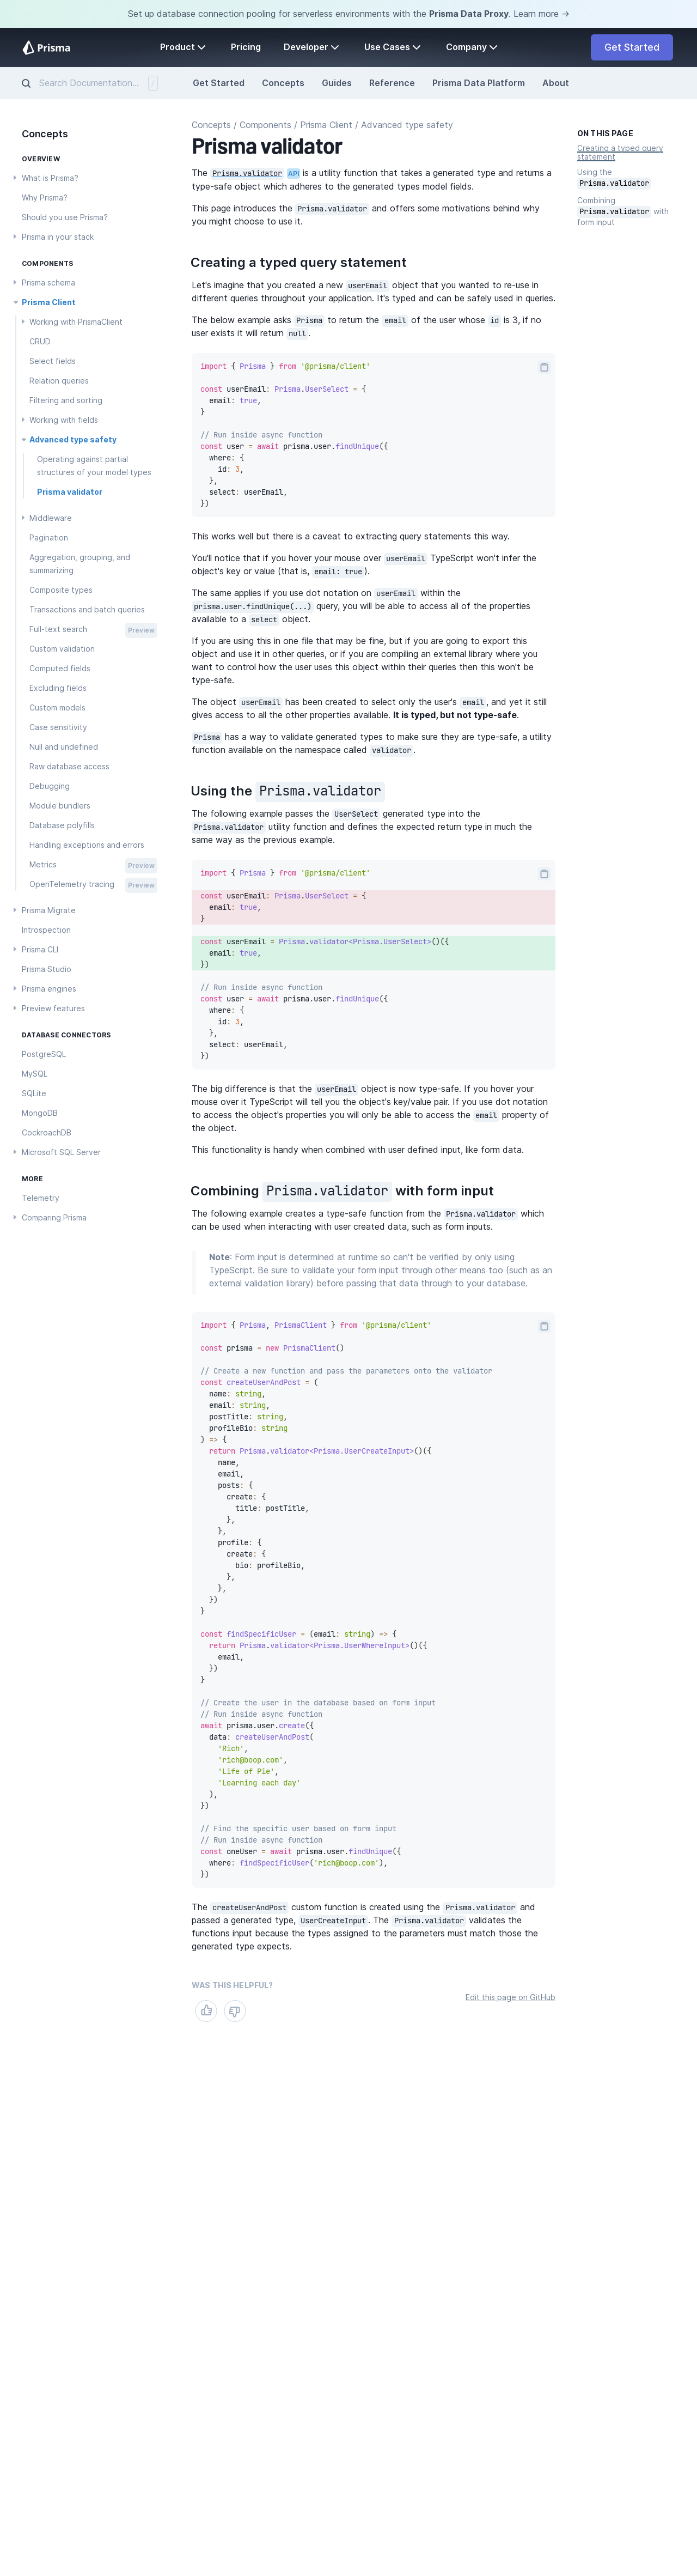 Set up database connection pooling for serverless environments with the Prisma Data Proxy. Learn more →
Prisma
Product
Pricing
Developer
Use Cases
Company
Get Started
Search Documentation...
/
Get Started
Concepts
Guides
Reference
Prisma Data Platform
About
Concepts
OVERVIEW
What is Prisma?
Why Prisma?
Should you use Prisma?
Prisma in your stack
COMPONENTS
Prisma schema
Prisma Client
Working with PrismaClient
CRUD
Select fields
Relation queries
Filtering and sorting
Working with fields
Advanced type safety
Operating against partial
structures of your model types
Prisma validator
Middleware
Pagination
Aggregation, grouping, and
summarizing
Composite types
Transactions and batch queries
Full-text search Preview
Custom validation
Computed fields
Excluding fields
Custom models
Case sensitivity
Null and undefined
Raw database access
Debugging
Module bundlers
Database polyfills
Handling exceptions and errors
Metrics Preview
OpenTelemetry tracing Preview
Prisma Migrate
Introspection
Prisma CLI
Prisma Studio
Prisma engines
Preview features
DATABASE CONNECTORS
PostgreSQL
MySQL
SQLite
MongoDB
CockroachDB
Microsoft SQL Server
MORE
Telemetry
Comparing Prisma
Concepts / Components / Prisma Client / Advanced type safety
Prisma validator
The Prisma.validator API is a utility function that takes a generated type and returns a
type-safe object which adheres to the generated model fields.
This page introduces the Prisma.validator and offers some motivations behind why
you might choose to use it.
Creating a typed query statement
Let's imagine that you created a new userEmail object that you wanted to re-use in
different queries throughout your application. It's typed and can be safely used in queries.
The below example asks Prisma to return the email of the user whose id is 3, if no
user exists it will return null.
import { Prisma } from '@prisma/client'
const userEmail: Prisma.UserSelect = {
email: true,
}
// Run inside async function
const user = await prisma.user.findUnique({
where: {
id: 3,
},
select: userEmail,
})
This works well but there is a caveat to extracting query statements this way.
You'll notice that if you hover your mouse over userEmail TypeScript won't infer the
object's key or value (that is, email: true).
The same applies if you use dot notation on userEmail within the
prisma.user.findUnique(...) query, you will be able to access all of the properties
available to a select object.
If you are using this in one file that may be fine, but if you are going to export this
object and use it in other queries, or if you are compiling an external library where you
want to control how the user uses this object within their queries then this won't be
type-safe.
The object userEmail has been created to select only the user's email, and yet it still
gives access to all the other properties available. It is typed, but not type-safe.
Prisma has a way to validate generated types to make sure they are type-safe, a utility
function available on the namespace called validator.
Using the Prisma.validator
The following example passes the UserSelect generated type into the
Prisma.validator utility function and defines the expected return type in much the
same way as the previous example.
import { Prisma } from '@prisma/client'
const userEmail: Prisma.UserSelect = {
email: true,
}
const userEmail = Prisma.validator<Prisma.UserSelect>()({
email: true,
})
// Run inside async function
const user = await prisma.user.findUnique({
where: {
id: 3,
},
select: userEmail,
})
The big difference is that the userEmail object is now type-safe. If you hover your
mouse over it TypeScript will tell you the object's key/value pair. If you use dot notation
to access the object's properties you will only be able to access the email property of
the object.
This functionality is handy when combined with user defined input, like form data.
Combining Prisma.validator with form input
The following example creates a type-safe function from the Prisma.validator which
can be used when interacting with user created data, such as form inputs.
Note: Form input is determined at runtime so can't be verified by only using
TypeScript. Be sure to validate your form input through other means too (such as an
external validation library) before passing that data through to your database.
import { Prisma, PrismaClient } from '@prisma/client'
const prisma = new PrismaClient()
// Create a new function and pass the parameters onto the validator
const createUserAndPost = (
name: string,
email: string,
postTitle: string,
profileBio: string
) => {
return Prisma.validator<Prisma.UserCreateInput>()({
name,
email,
posts: {
create: {
title: postTitle,
},
},
profile: {
create: {
bio: profileBio,
},
},
})
}
const findSpecificUser = (email: string) => {
return Prisma.validator<Prisma.UserWhereInput>()({
email,
})
}
// Create the user in the database based on form input
// Run inside async function
await prisma.user.create({
data: createUserAndPost(
'Rich',
'rich@boop.com',
'Life of Pie',
'Learning each day'
),
})
// Find the specific user based on form input
// Run inside async function
const oneUser = await prisma.user.findUnique({
where: findSpecificUser('rich@boop.com'),
})
The createUserAndPost custom function is created using the Prisma.validator and
passed a generated type, UserCreateInput. The Prisma.validator validates the
functions input because the types assigned to the parameters must match those the
generated type expects.
WAS THIS HELPFUL?
Edit this page on GitHub
ON THIS PAGE
Creating a typed query
statement
Using the
Prisma.validator
Combining
Prisma.validator with
form input